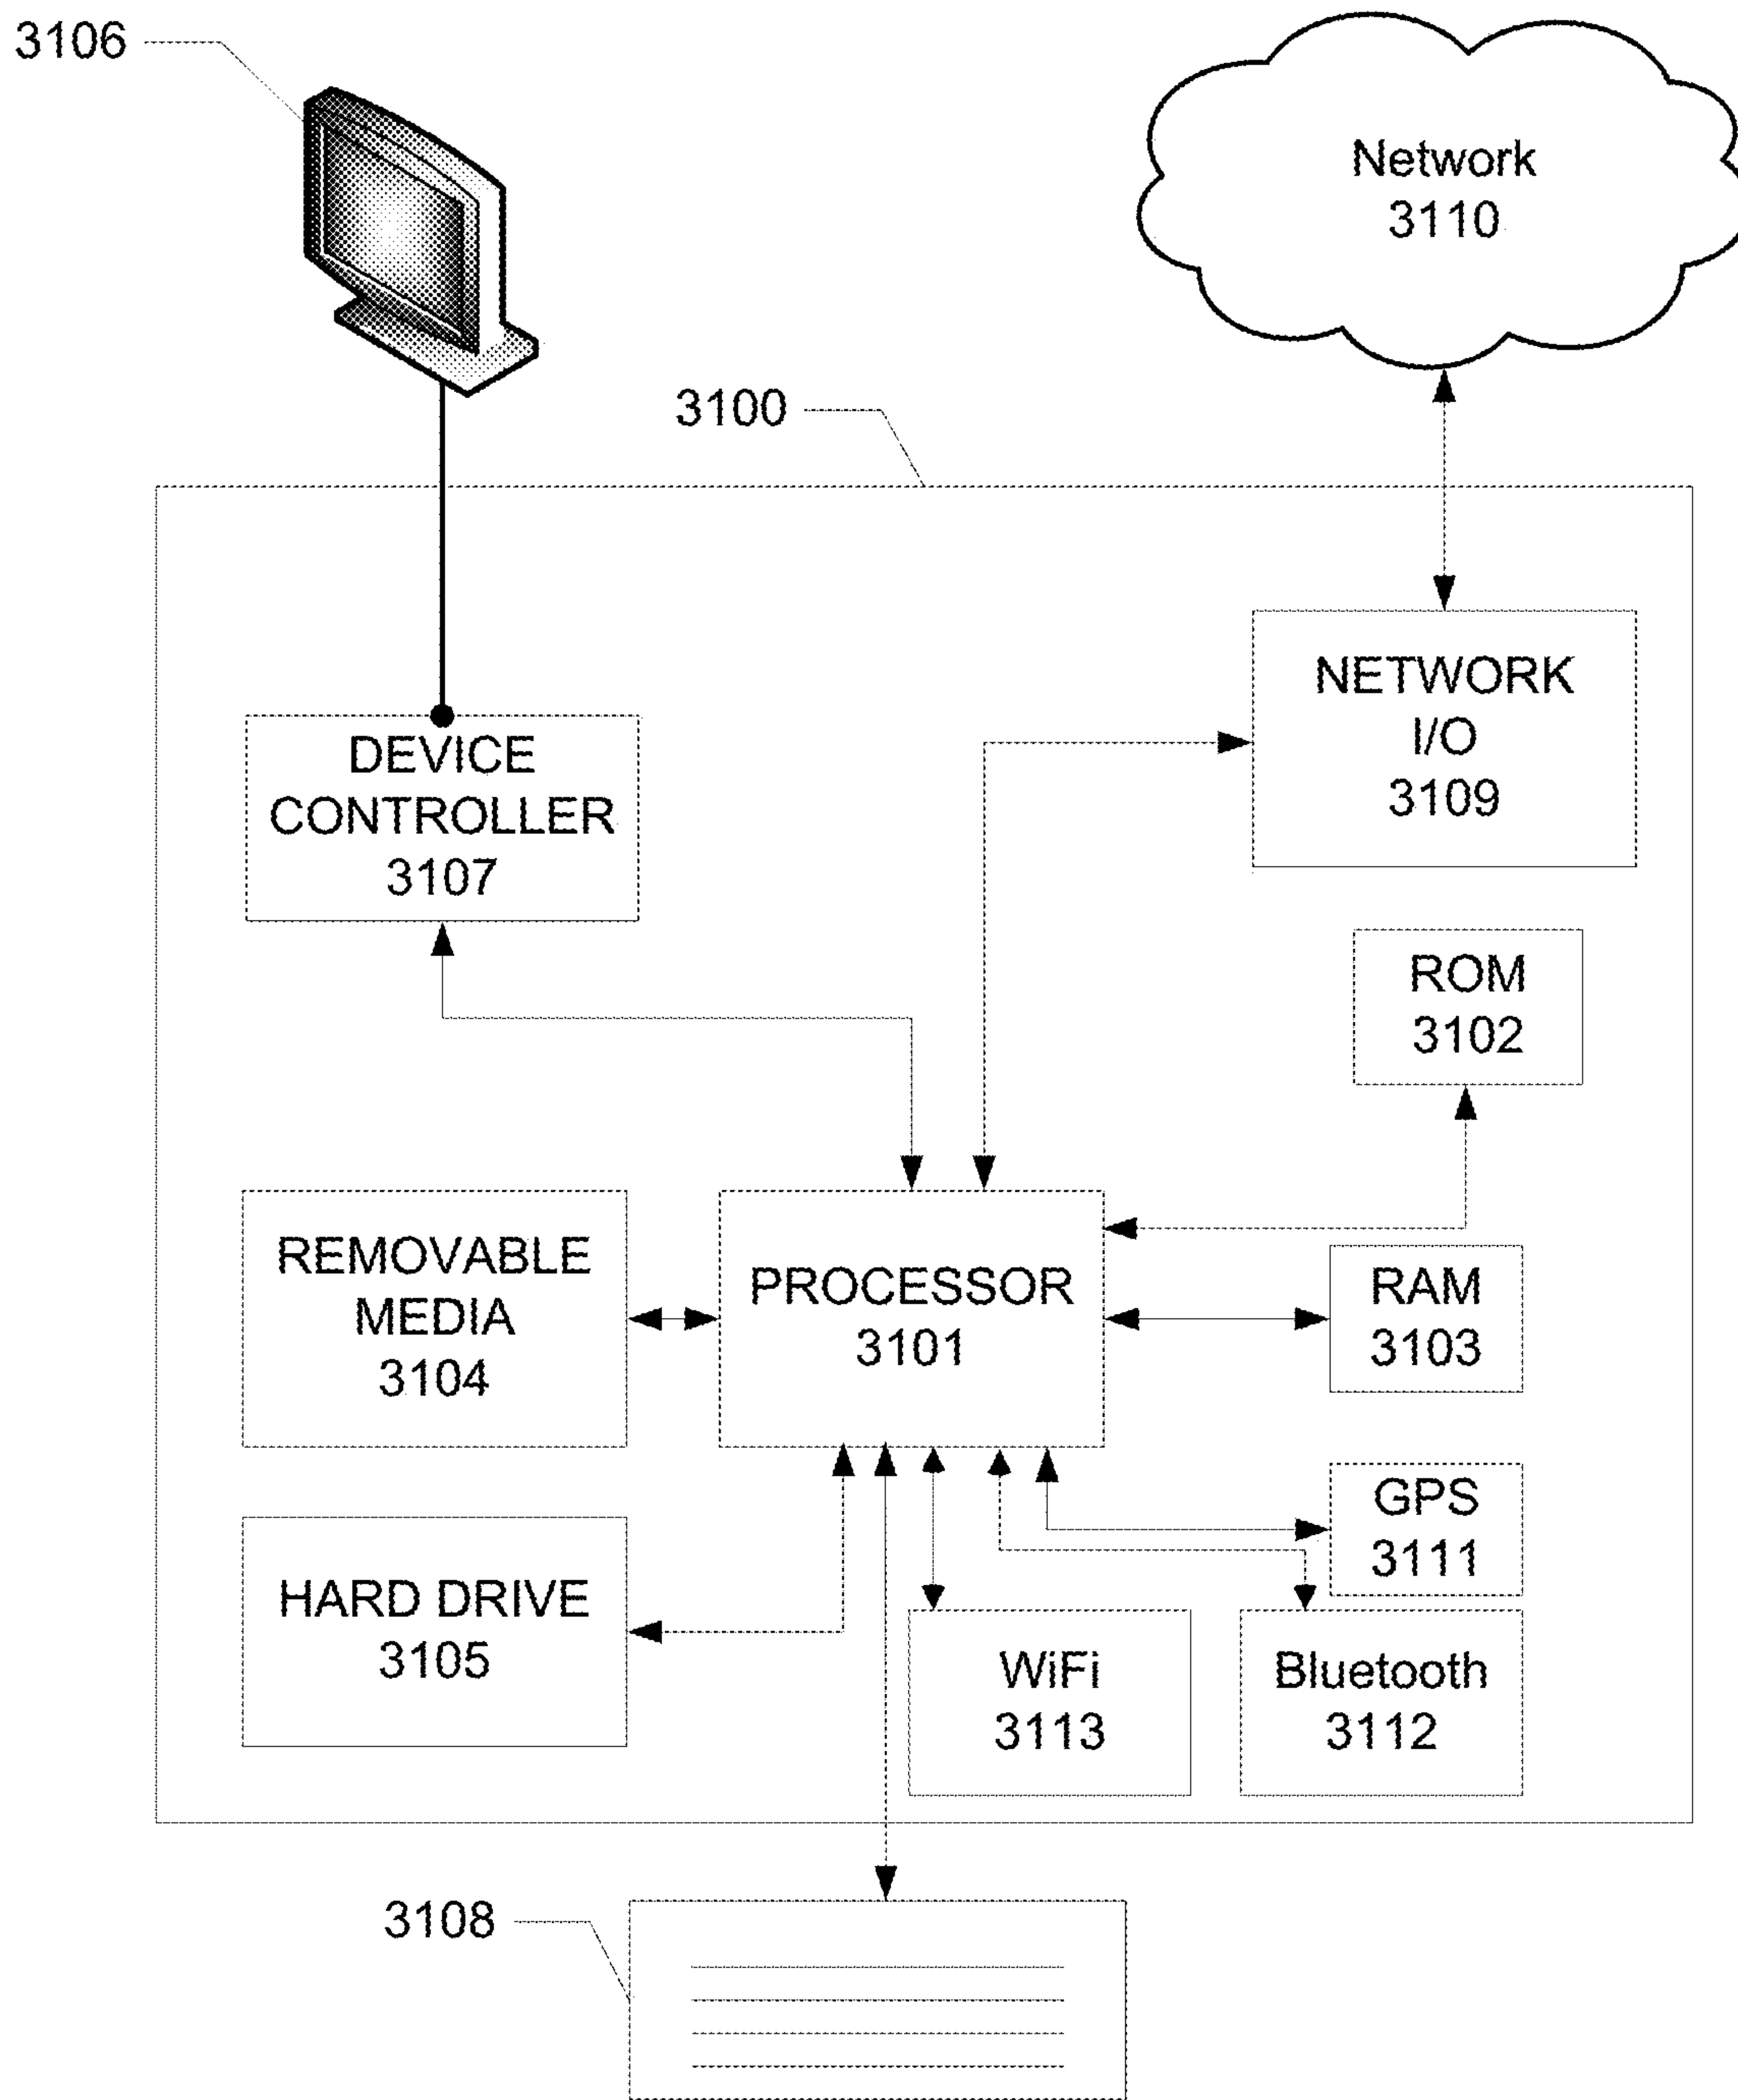 3106
Network
3110
3100
NETWORK
I/O
3109
DEVICE
CONTROLLER
3107
ROM
3102
REMOVABLE
MEDIA
3104
PROCESSOR
3101
RAM
3103
GPS
3111
HARD DRIVE
3105
WiFi
3113
Bluetooth
3112
3108